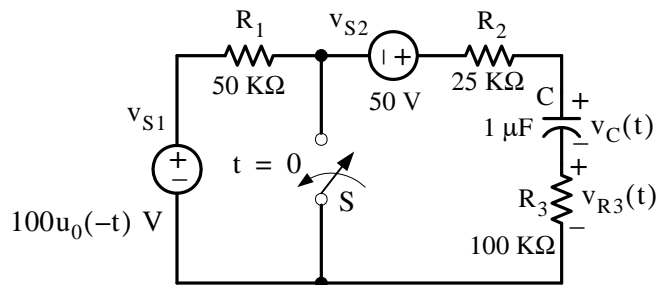 R1 vS2 R2
50 KΩ − + 25 KΩ
50 V
vS1 C +
1 μF vC(t)
+ − t = 0 −
+
S R3 vR3(t)
100u0(−t) V −
100 KΩ